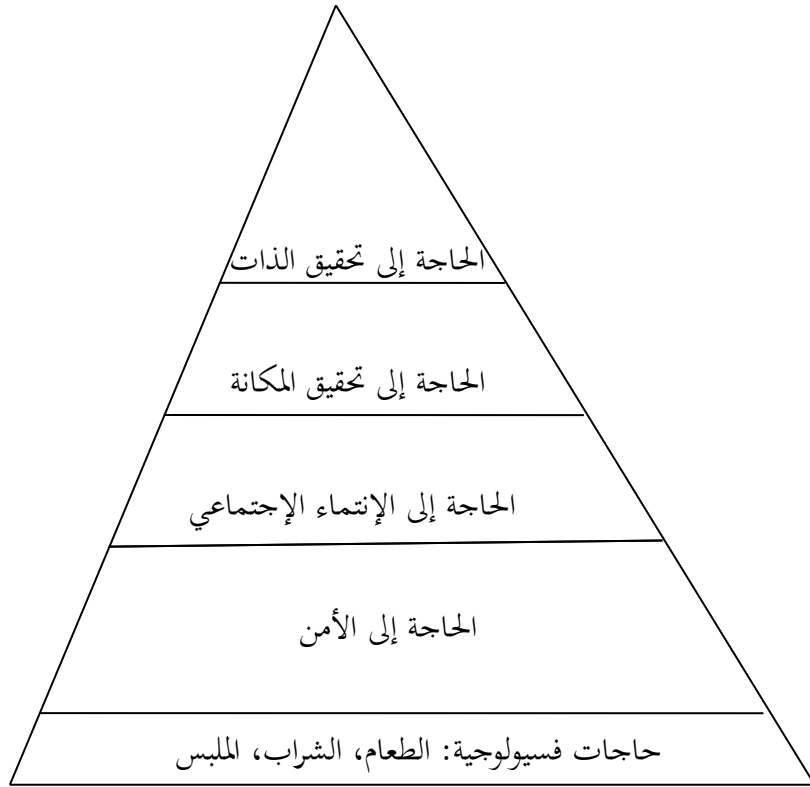 الحاجة إلى تحقيق الذات
الحاجة إلى تحقيق المكانة
الحاجة إلى الإنتماء الإجتماعي
الحاجة إلى الأمن
حاجات فسيولوجية: الطعام، الشراب، الملبس